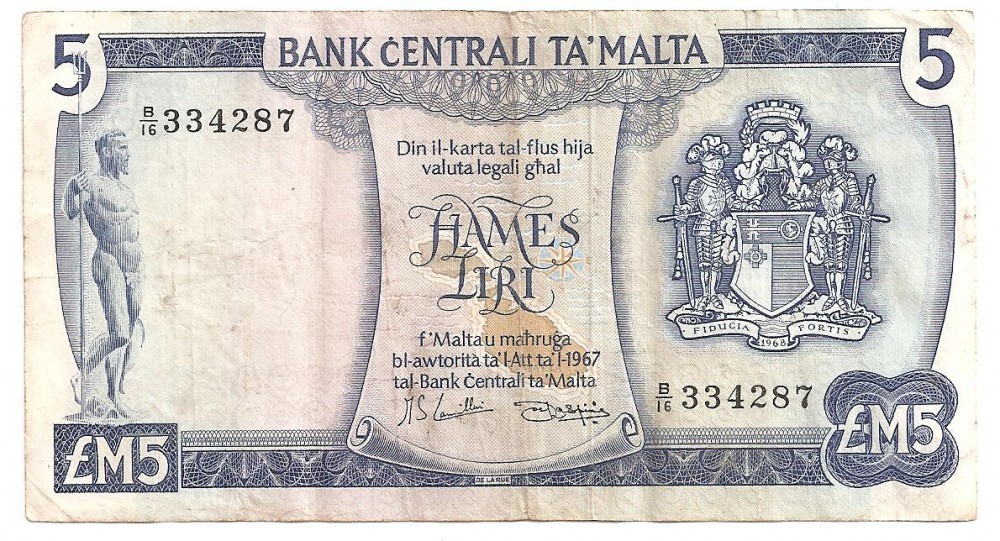 5 BANK ĊENTRALI TA' MALTA 5
B/16 334287
Din il-karta tal-flus hija
valuta legali għal
ĦAMES
LIRI
f'Malta u maħruġa
bl-awtorità ta' l-Att ta' l-1967
tal-Bank Ċentrali ta' Malta
FIDUCIA FORTIS
1968
B/16 334287
£M5
£M5
DE LA RUE